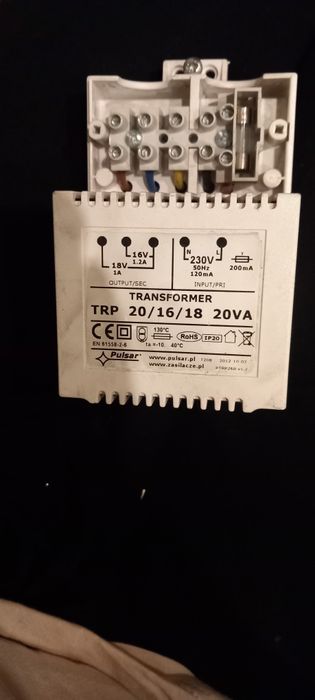 N L T
16V
1.2A
230V
18V
50Hz
200mA
1A
120mA
OUTPUT/SEC
INPUT/PRI
TRANSFORMER
TRP 20/16/18 20VA
CE 130°C RoHS IP20
EN 61558-2-6 ta=-10. 40°C
Pulsar www.pulsar.pl
www.zasilacze.pl